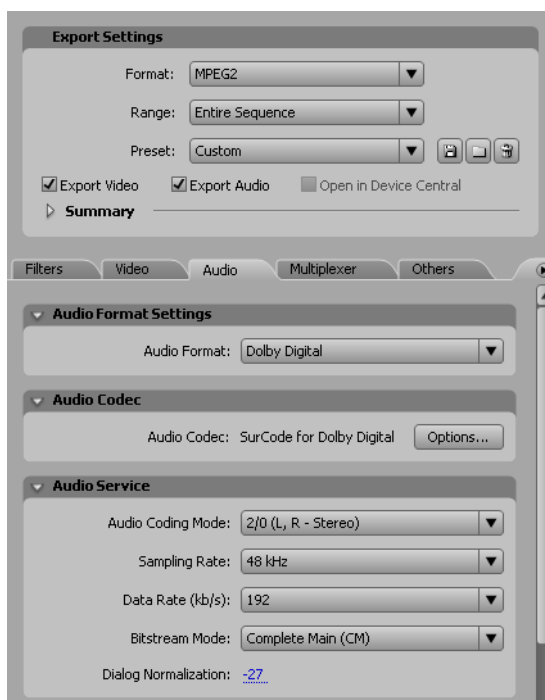 Export Settings
Format: MPEG2
Range: Entire Sequence
Preset: Custom
Export Video Export Audio Open in Device Central
Summary
Filters Video Audio Multiplexer Others
Audio Format Settings
Audio Format: Dolby Digital
Audio Codec
Audio Codec: SurCode for Dolby Digital Options...
Audio Service
Audio Coding Mode: 2/0 (L, R - Stereo)
Sampling Rate: 48 kHz
Data Rate (kb/s): 192
Bitstream Mode: Complete Main (CM)
Dialog Normalization: -27